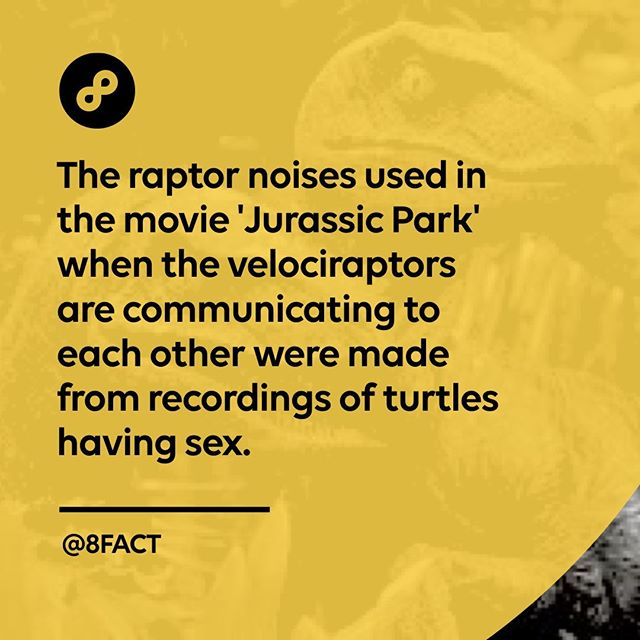 The raptor noises used in
the movie 'Jurassic Park'
when the velociraptors
are communicating to
each other were made
from recordings of turtles
having sex.
@8FACT